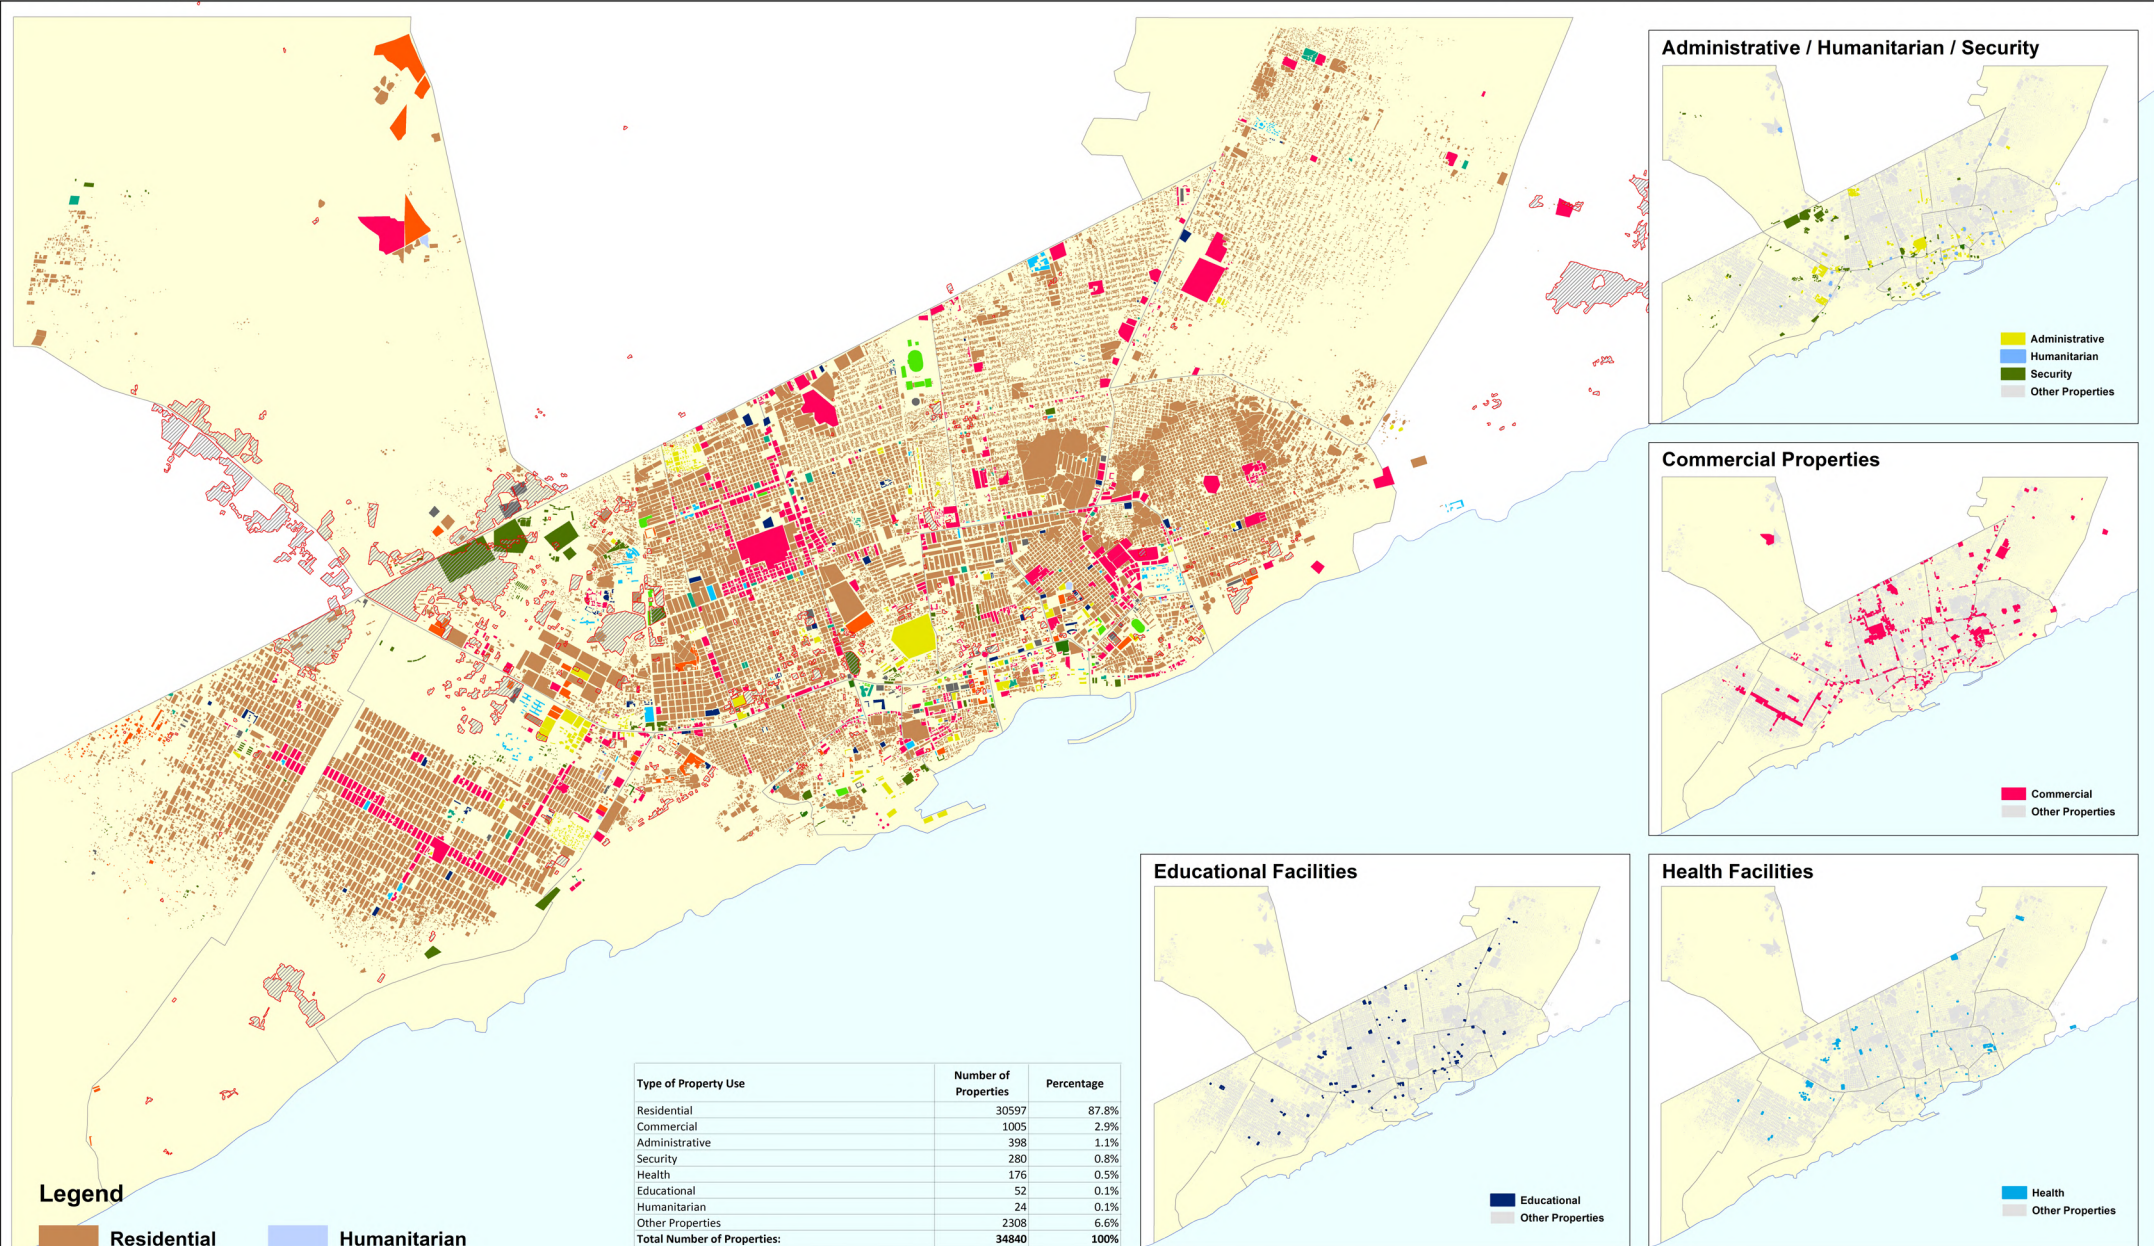 Administrative / Humanitarian / Security
Administrative
Humanitarian
Security
Other Properties
Commercial Properties
Commercial
Other Properties
Educational Facilities
Educational
Other Properties
Health Facilities
Health
Other Properties
Type of Property Use Number of Properties Percentage
Residential 30597 87.8%
Commercial 1005 2.9%
Administrative 398 1.1%
Security 280 0.8%
Health 176 0.5%
Educational 52 0.1%
Humanitarian 24 0.1%
Other Properties 2308 6.6%
Total Number of Properties: 34840 100%
Legend
Residential
Humanitarian